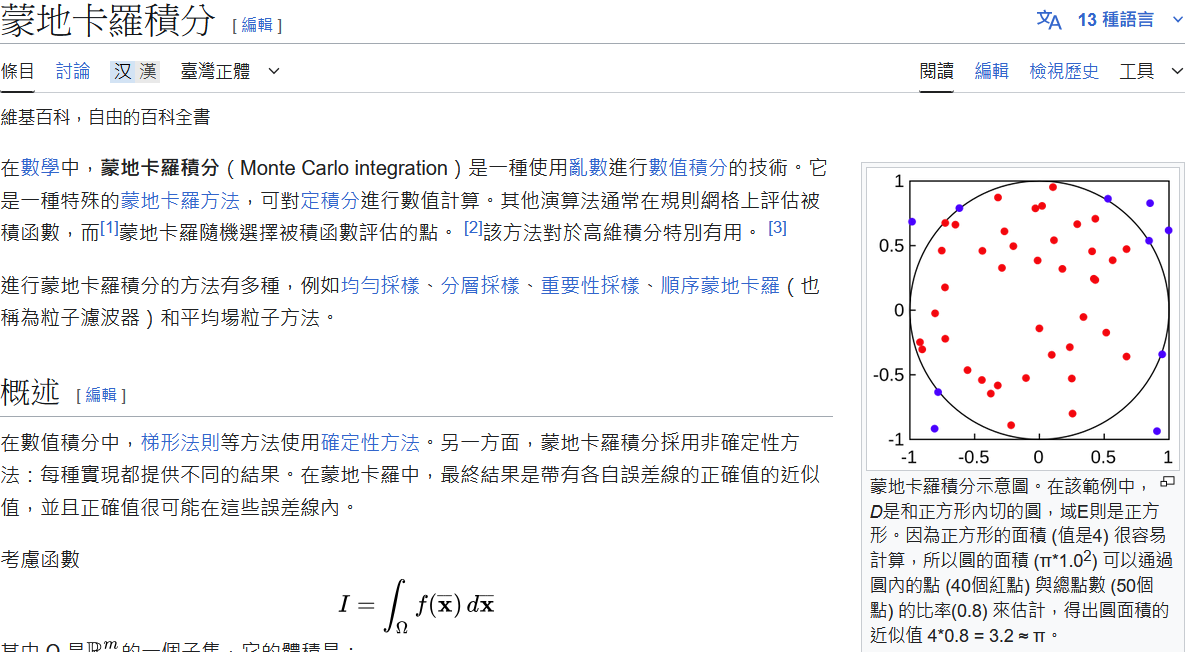 蒙地卡羅積分 [ 編輯 ]
文A 13 種語言
條目 討論 汉 漢 臺灣正體
閱讀 編輯 檢視歷史 工具
維基百科，自由的百科全書
在數學中，蒙地卡羅積分（Monte Carlo integration）是一種使用亂數進行數值積分的技術。它
是一種特殊的蒙地卡羅方法，可對定積分進行數值計算。其他演算法通常在規則網格上評估被
積函數，而[1]蒙地卡羅隨機選擇被積函數評估的點。[2]該方法對於高維積分特別有用。[3]
進行蒙地卡羅積分的方法有多種，例如均勻採樣、分層採樣、重要性採樣、順序蒙地卡羅（也
稱為粒子濾波器）和平均場粒子方法。
概述 [ 編輯 ]
在數值積分中，梯形法則等方法使用確定性方法。另一方面，蒙地卡羅積分採用非確定性方
法：每種實現都提供不同的結果。在蒙地卡羅中，最終結果是帶有各自誤差線的正確值的近似
值，並且正確值很可能在這些誤差線內。
考慮函數
I = ∫Ω f(x̄) dx̄
其中 Ω 是ℝᵐ的一個子集，它的體積是：
1
0.5
0
-0.5
-1
-1 -0.5 0 0.5 1
蒙地卡羅積分示意圖。在該範例中，
D是和正方形內切的圓，域E則是正方
形。因為正方形的面積 (值是4) 很容易
計算，所以圓的面積 (π*1.0²) 可以通過
圓內的點 (40個紅點) 與總點數 (50個
點) 的比率(0.8) 來估計，得出圓面積的
近似值 4*0.8 = 3.2 ≈ π。